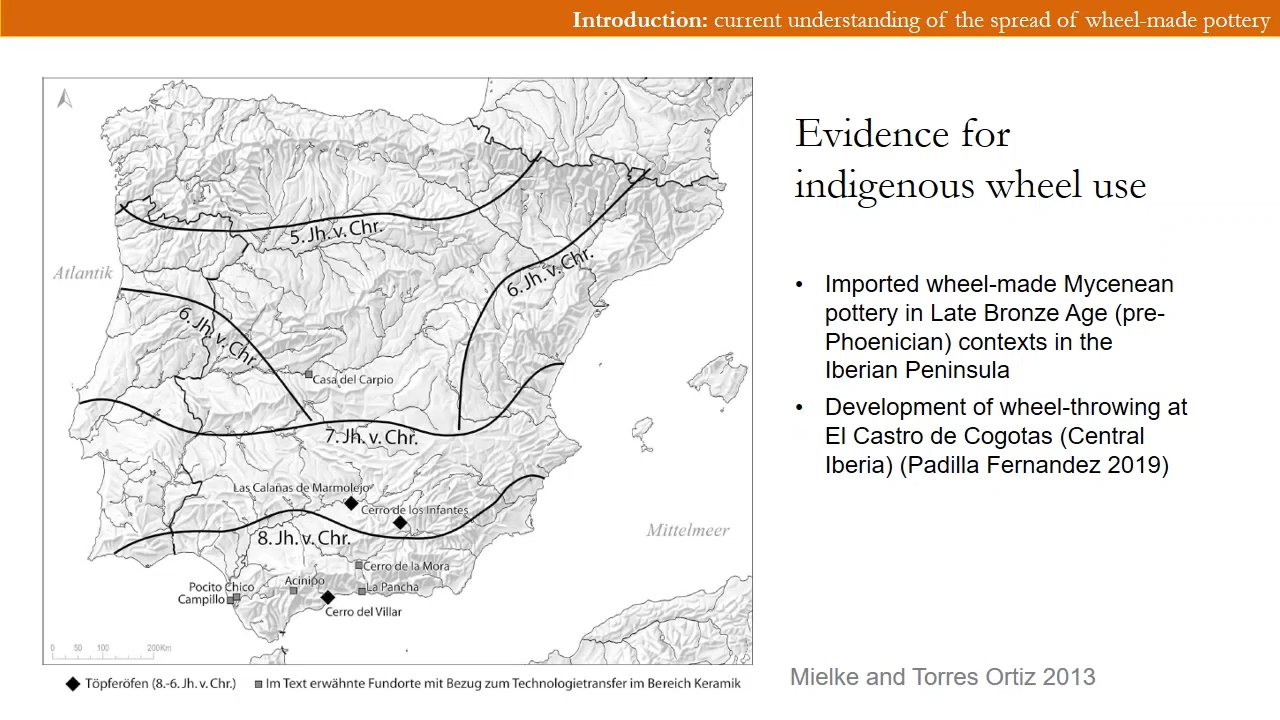 Introduction: current understanding of the spread of wheel-made pottery
Evidence for
indigenous wheel use
• Imported wheel-made Mycenean
pottery in Late Bronze Age (pre-
Phoenician) contexts in the
Iberian Peninsula
• Development of wheel-throwing at
El Castro de Cogotas (Central
Iberia) (Padilla Fernandez 2019)
Mielke and Torres Ortiz 2013
5. Jh. v. Chr.
Atlantik
6. Jh. v. Chr.
6. Jh. v. Chr
Casa del Carpio
7. Jh. v. Chr.
Las Calañas de Marmolejo
Cerro de los Infantes
8. Jh. v. Chr.
Mittelmeer
Cerro de la Mora
Acinipo
Pocito Chico
La Pancha
Campillo
Cerro del Villar
0 50 100 200Km
Töpferöfen (8.-6. Jh. v. Chr.)
Im Text erwähnte Fundorte mit Bezug zum Technologietransfer im Bereich Keramik